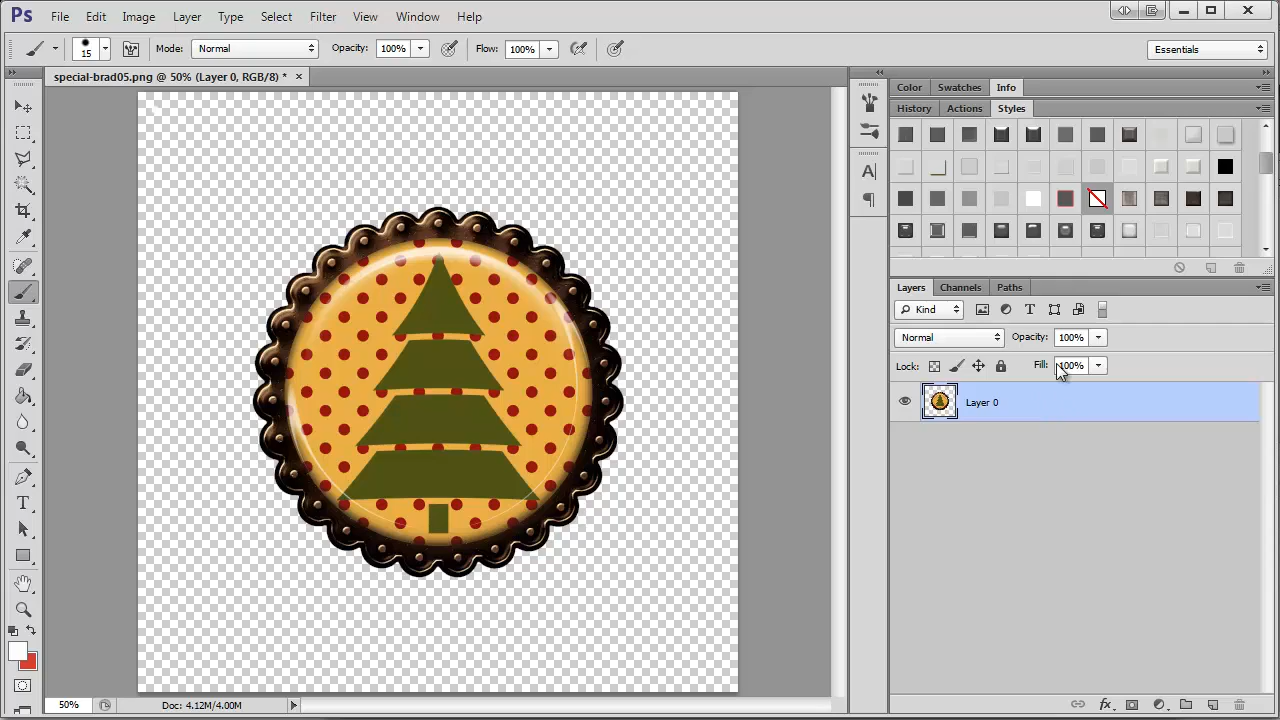 Ps File Edit Image Layer Type Select Filter View Window Help
15 Mode: Normal Opacity: 100% Flow: 100% Essentials
special-brad05.png @ 50% (Layer 0, RGB/8) *
Color Swatches Info
History Actions Styles
Layers Channels Paths
Kind
Normal Opacity: 100%
Lock: Fill: 100%
Layer 0
50% Doc: 4.12M/4.00M